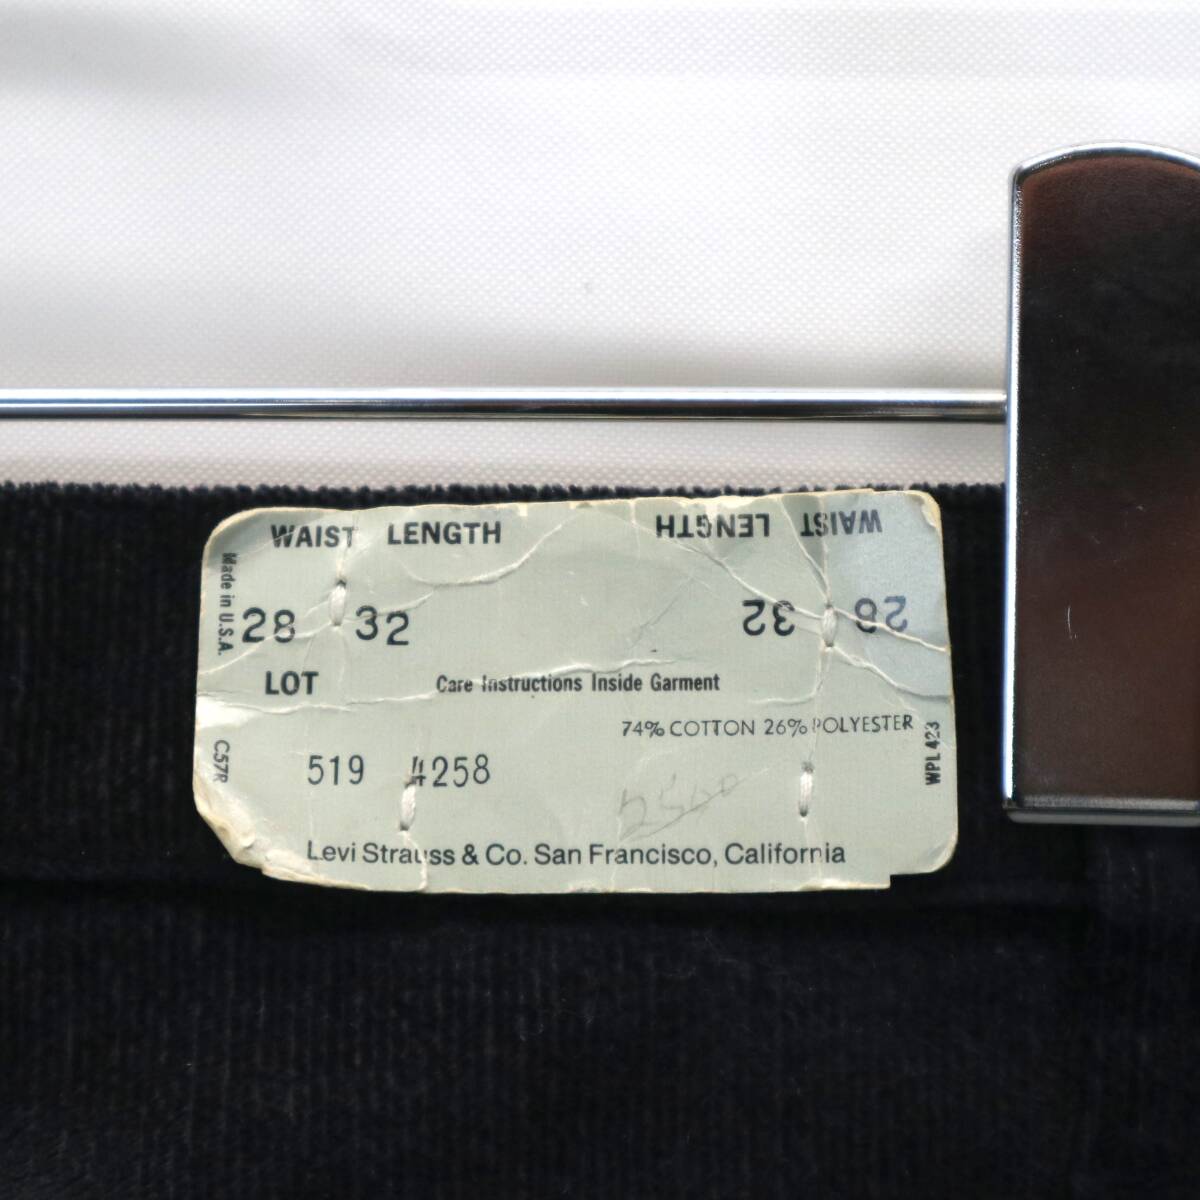 WAIST LENGTH
28 32
WAIST LENGTH
28 32
Made in U.S.A.
LOT
Care Instructions Inside Garment
74% COTTON 26% POLYESTER
C57R
519 4258
WPL 423
Levi Strauss & Co. San Francisco, California